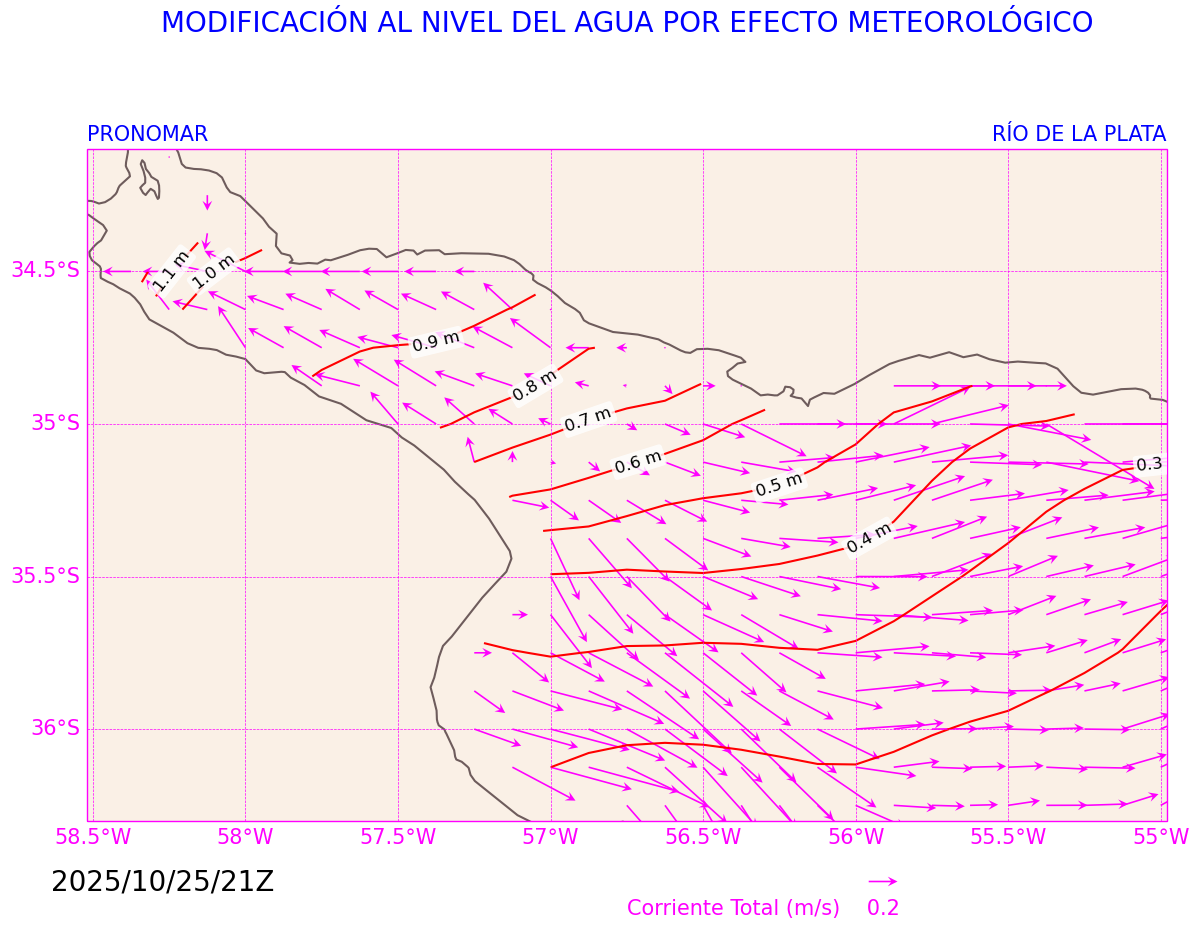 MODIFICACIÓN AL NIVEL DEL AGUA POR EFECTO METEOROLÓGICO
PRONOMAR
RÍO DE LA PLATA
34.5°S
35°S
35.5°S
36°S
1.1 m
1.0 m
0.9 m
0.8 m
0.7 m
0.6 m
0.5 m
0.4 m
0.3
58.5°W
58°W
57.5°W
57°W
56.5°W
56°W
55.5°W
55°W
2025/10/25/21Z
Corriente Total (m/s) 0.2